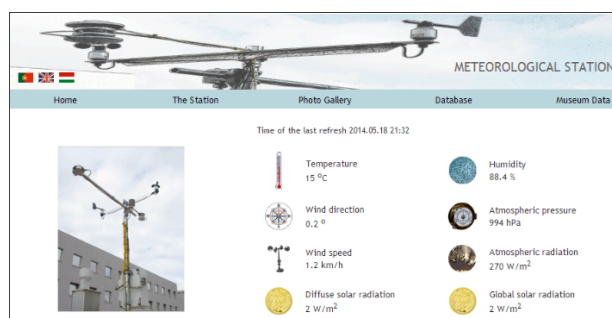 METEOROLOGICAL STATION
Home The Station Photo Gallery Database Museum Data
Time of the last refresh 2014.05.18 21:32
Temperature
15 ºC
Humidity
88.4 %
Wind direction
0.2 º
Atmospheric pressure
994 hPa
Wind speed
1.2 km/h
Atmospheric radiation
270 W/m²
Diffuse solar radiation
2 W/m²
Global solar radiation
2 W/m²